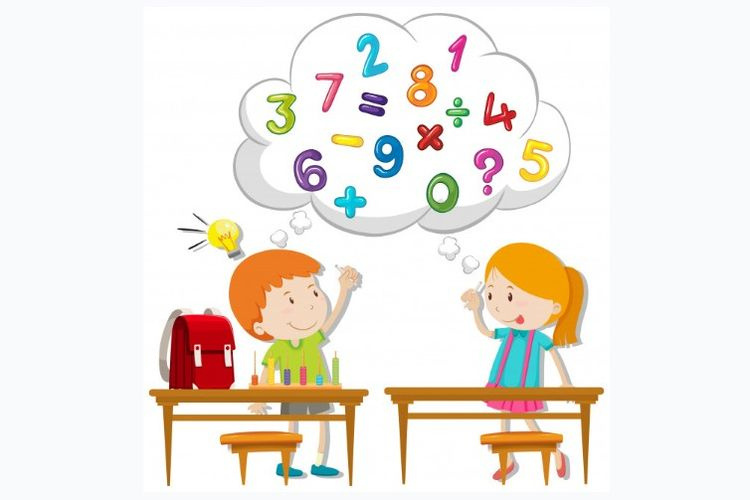 2 1
7 = 8 ÷ 4
3 − 9 ×
6 + 0 ? 5